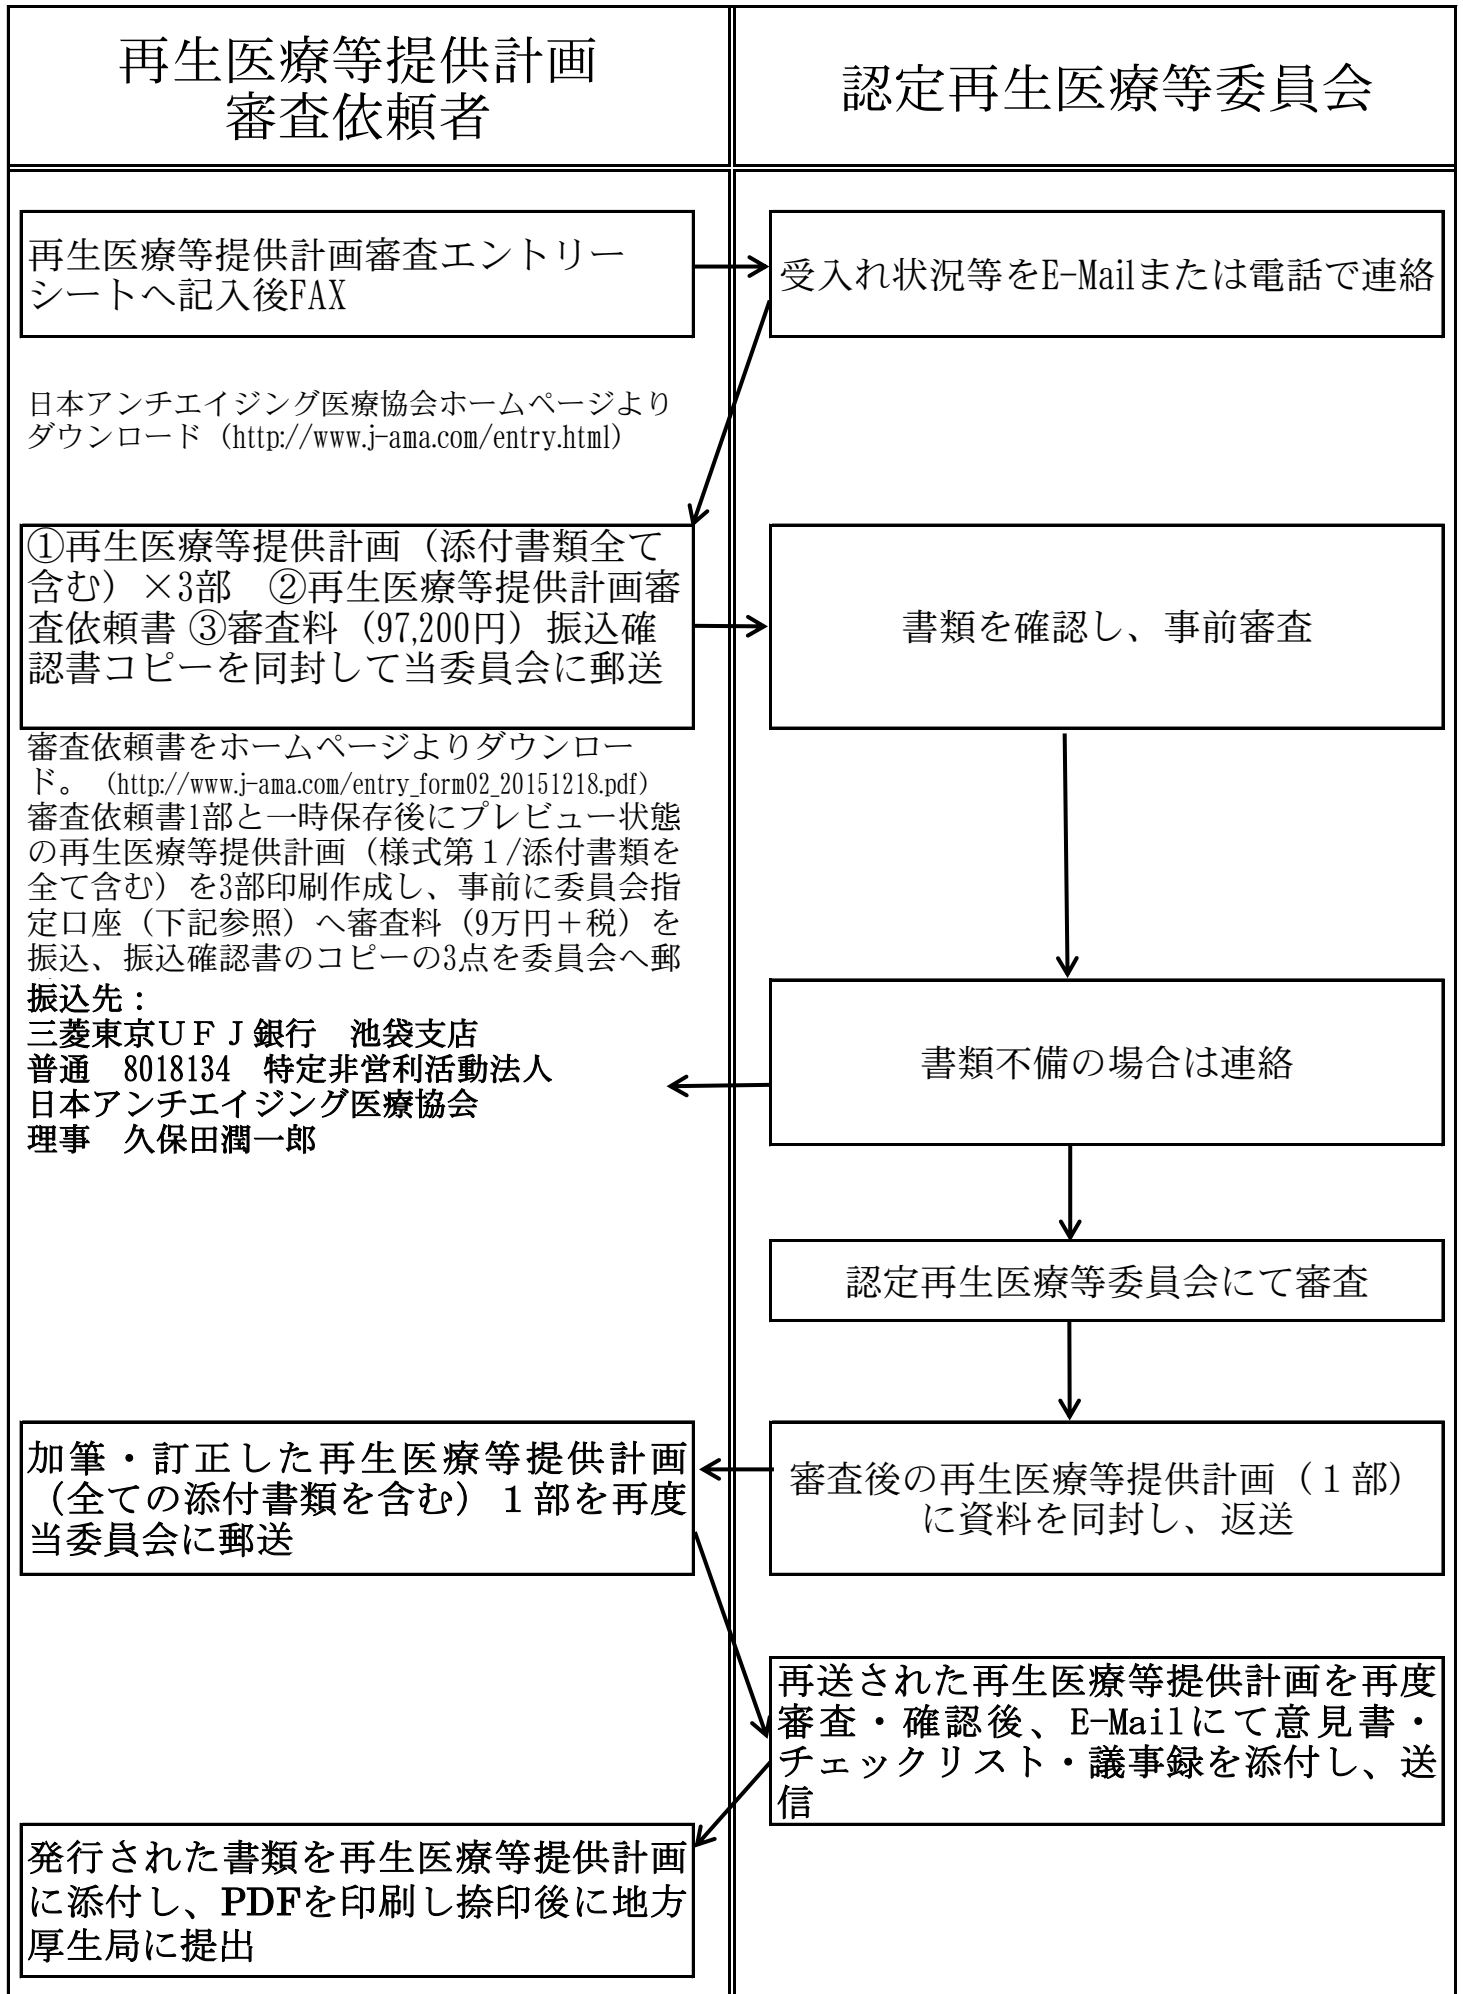 再生医療等提供計画
審査依頼者
認定再生医療等委員会
再生医療等提供計画審査エントリー
シートへ記入後FAX
受入れ状況等をE-Mailまたは電話で連絡
日本アンチエイジング医療協会ホームページより
ダウンロード（http://www.j-ama.com/entry.html）
①再生医療等提供計画（添付書類全て
含む）×3部　②再生医療等提供計画審
査依頼書 ③審査料（97,200円）振込確
認書コピーを同封して当委員会に郵送
書類を確認し、事前審査
審査依頼書をホームページよりダウンロー
ド。（http://www.j-ama.com/entry_form02_20151218.pdf）
審査依頼書1部と一時保存後にプレビュー状態
の再生医療等提供計画（様式第１/添付書類を
全て含む）を3部印刷作成し、事前に委員会指
定口座（下記参照）へ審査料（9万円＋税）を
振込、振込確認書のコピーの3点を委員会へ郵
振込先：
三菱東京ＵＦＪ銀行　池袋支店
普通　8018134　特定非営利活動法人
日本アンチエイジング医療協会
理事　久保田潤一郎
書類不備の場合は連絡
認定再生医療等委員会にて審査
加筆・訂正した再生医療等提供計画
（全ての添付書類を含む）１部を再度
当委員会に郵送
審査後の再生医療等提供計画（１部）
に資料を同封し、返送
再送された再生医療等提供計画を再度
審査・確認後、E-Mailにて意見書・
チェックリスト・議事録を添付し、送
信
発行された書類を再生医療等提供計画
に添付し、PDFを印刷し捺印後に地方
厚生局に提出